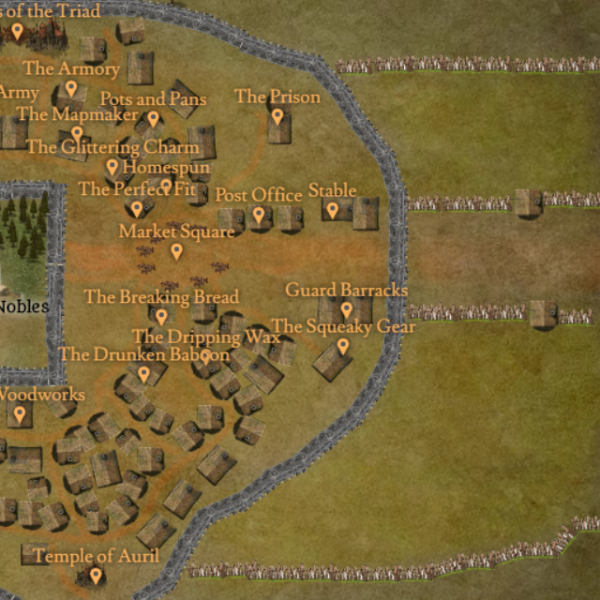 s of the Triad
The Armory
Army
Pots and Pans
The Prison
The Mapmaker
The Glittering Charm
Homespun
The Perfect Fit
Post Office
Stable
Market Square
Nobles
The Breaking Bread
Guard Barracks
The Squeaky Gear
The Dripping Wax
The Drunken Baboon
Woodworks
Temple of Auril